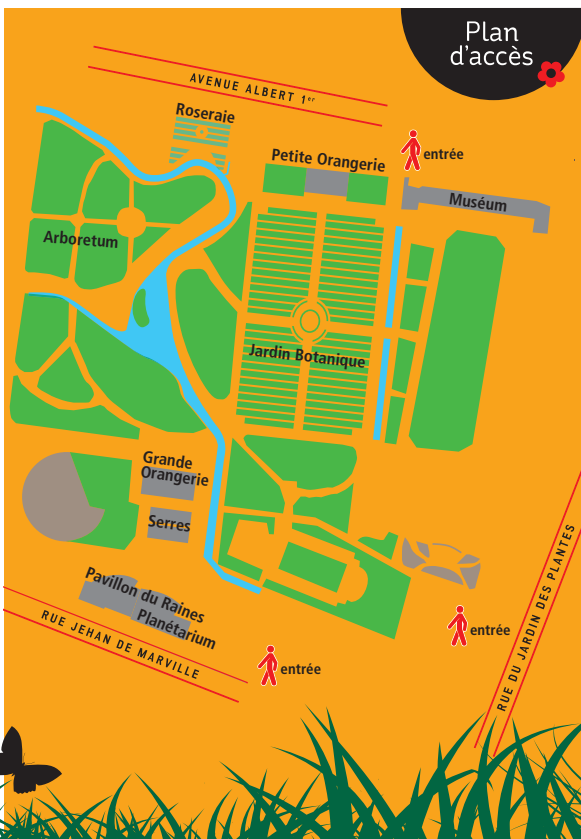 Plan
d'accès
AVENUE ALBERT 1er
Roseraie
Petite Orangerie
entrée
Muséum
Arboretum
Jardin Botanique
Grande
Orangerie
Serres
Pavillon du Raines
Planétarium
RUE JEHAN DE MARVILLE
entrée
entrée
RUE DU JARDIN DES PLANTES